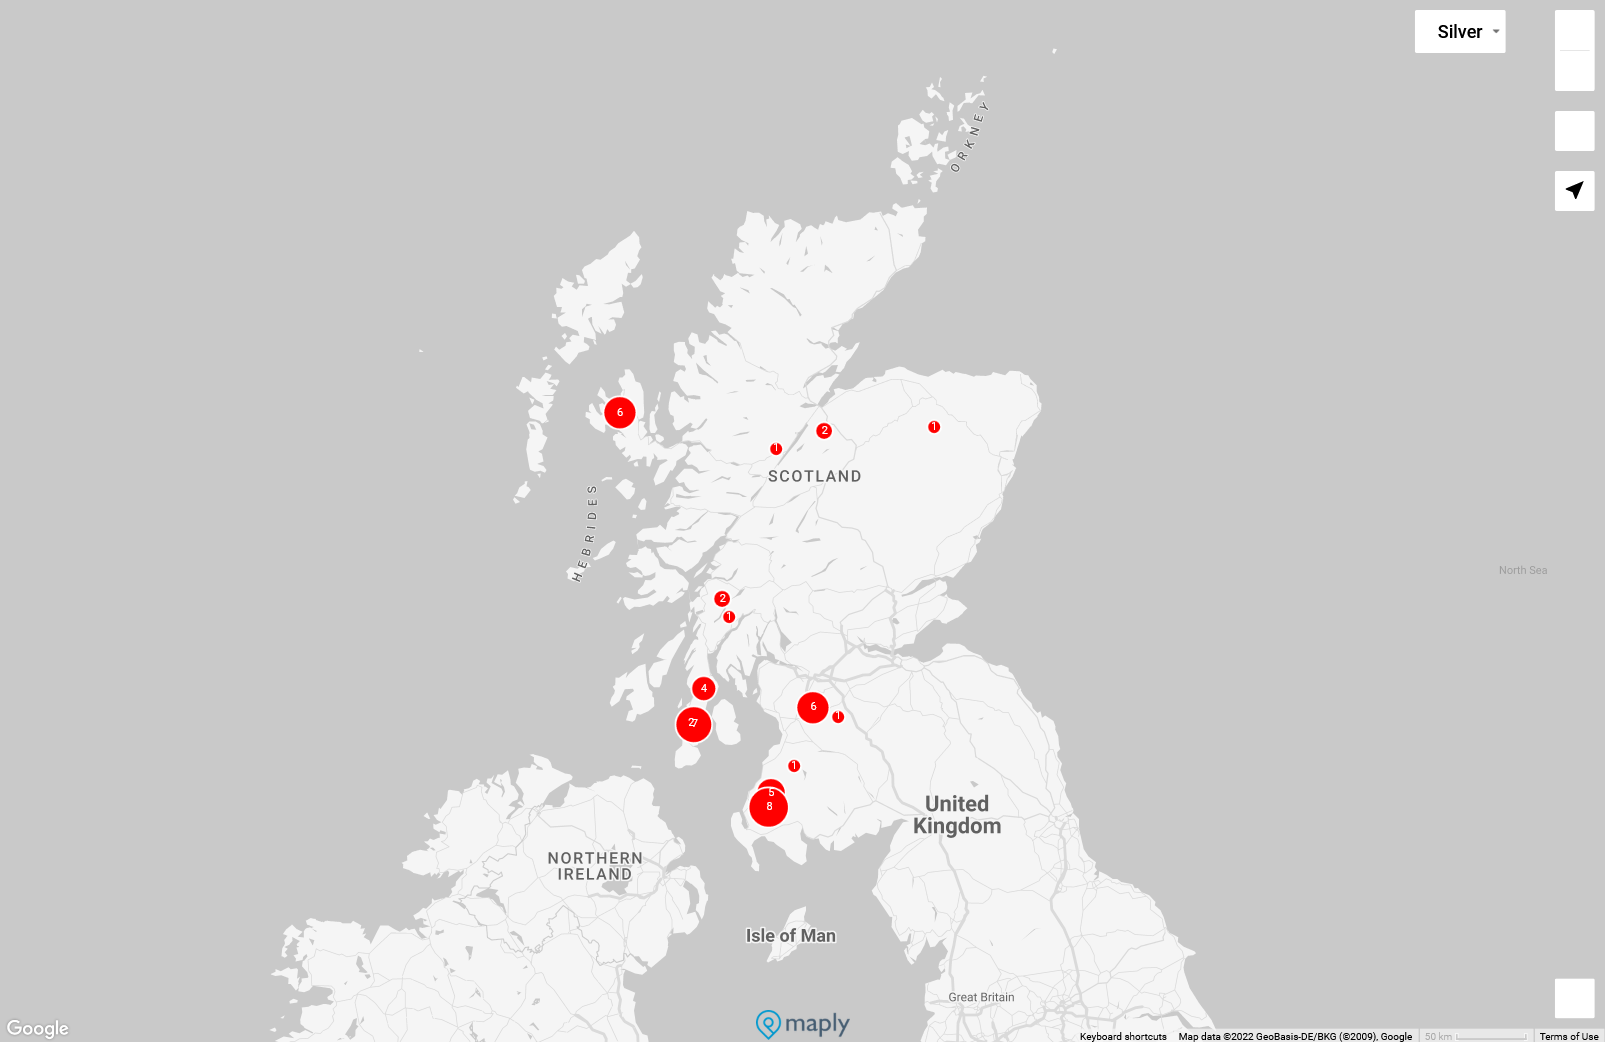 Silver
ORKNEY
6
1
2
1
SCOTLAND
HEBRIDES
North Sea
2
1
4
27
6
1
1
5
8
United
Kingdom
NORTHERN
IRELAND
Isle of Man
Great Britain
Google
maply
Keyboard shortcuts
Map data ©2022 GeoBasis-DE/BKG (©2009), Google
50 km
Terms of Use